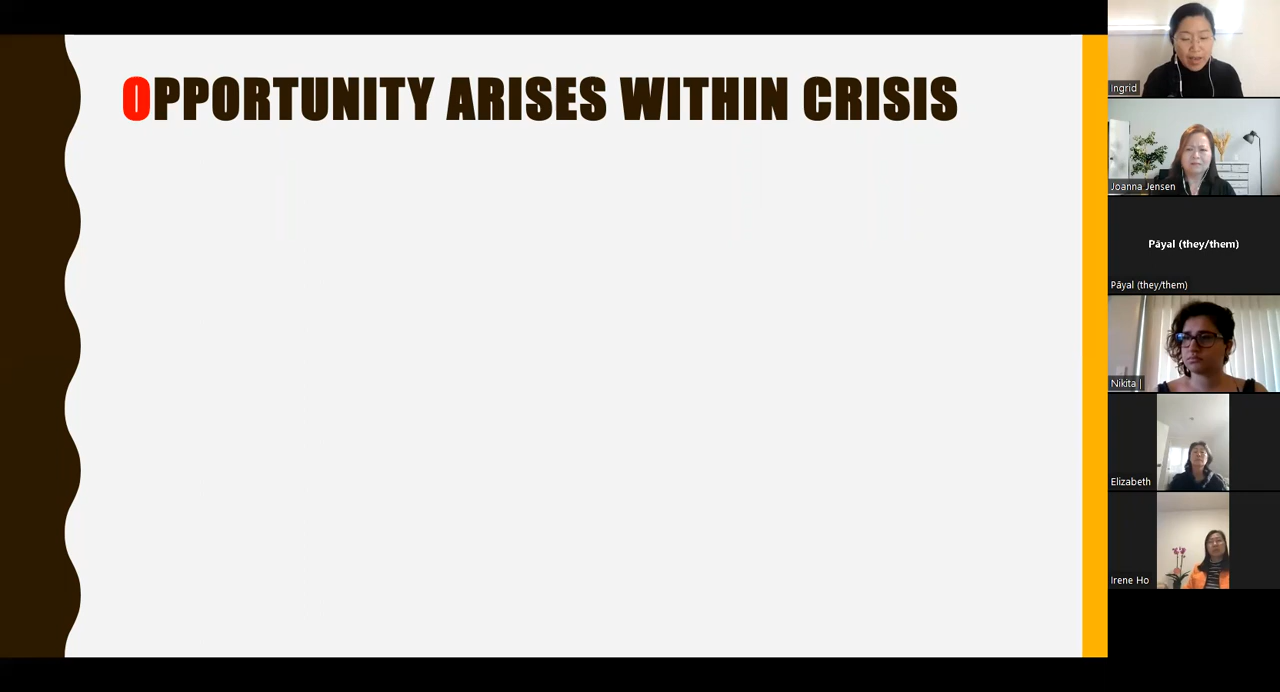 OPPORTUNITY ARISES WITHIN CRISIS
Ingrid
Joanna Jensen
Pāyal (they/them)
Pāyal (they/them)
Nikita |
Elizabeth
Irene Ho